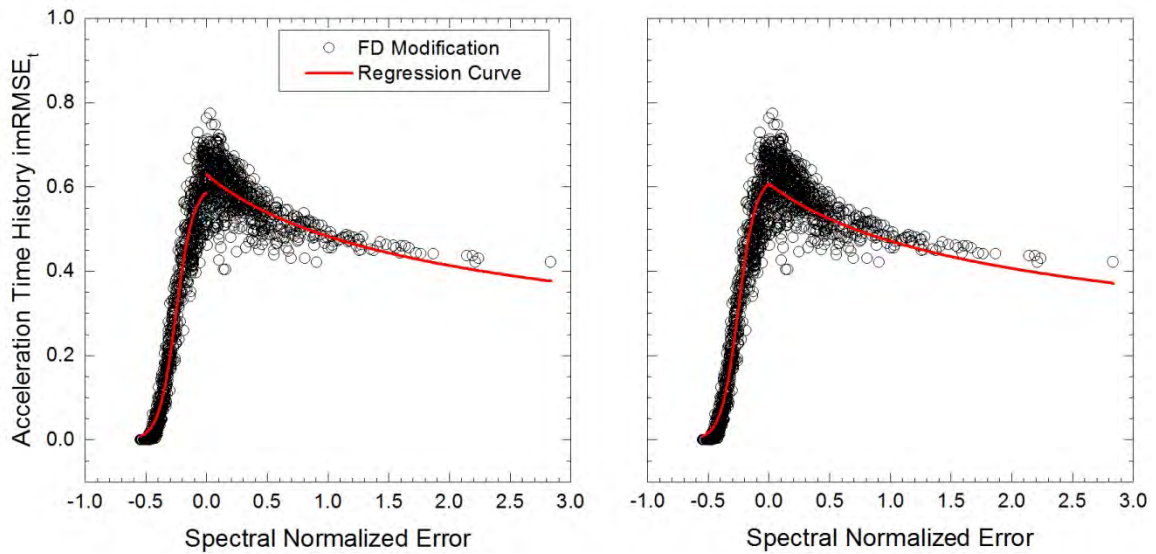 1.0
0.8
0.6
0.4
0.2
0.0
Acceleration Time History imRMSE_t
FD Modification
Regression Curve
-1.0 -0.5 0.0 0.5 1.0 1.5 2.0 2.5 3.0
-1.0 -0.5 0.0 0.5 1.0 1.5 2.0 2.5 3.0
Spectral Normalized Error
Spectral Normalized Error